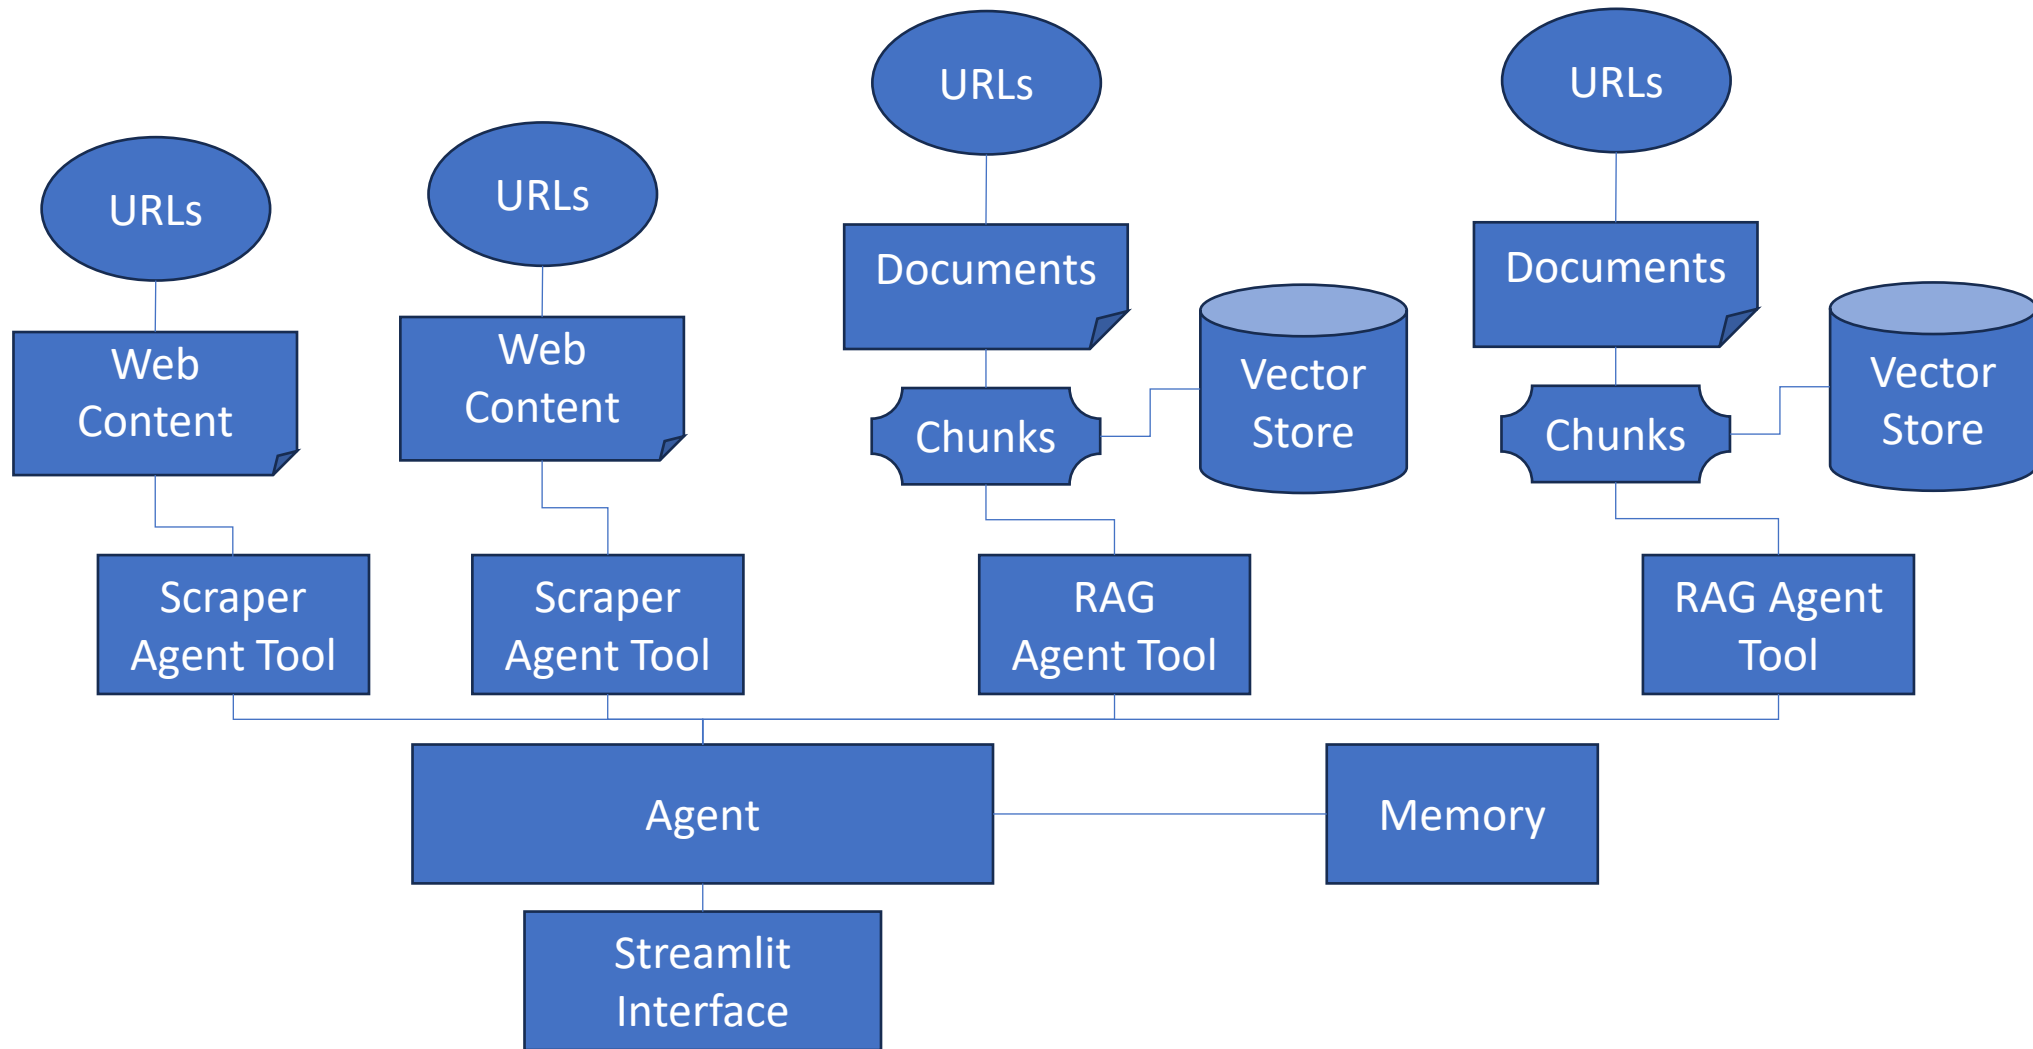 URLs
URLs
URLs
URLs
Web
Content
Web
Content
Documents
Documents
Chunks
Vector
Store
Chunks
Vector
Store
Scraper
Agent Tool
Scraper
Agent Tool
RAG
Agent Tool
RAG Agent
Tool
Agent
Memory
Streamlit
Interface